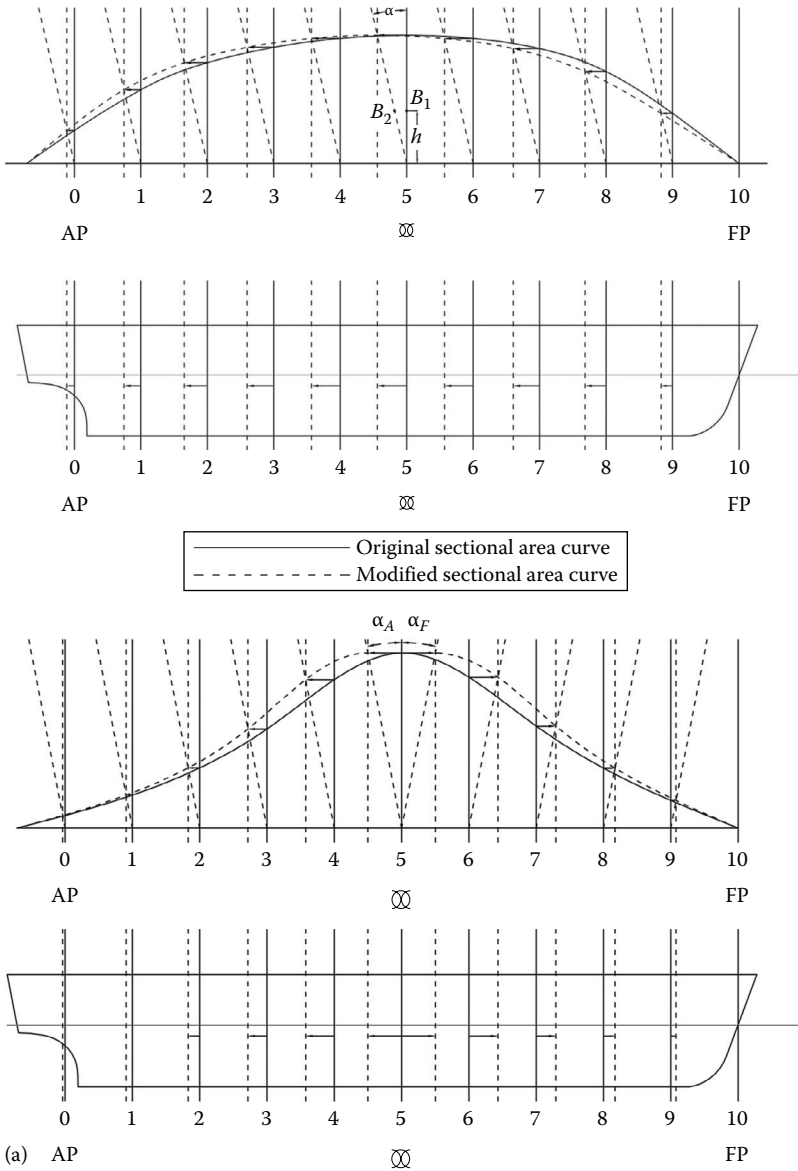 α
B₁
B₂
h
0 1 2 3 4 5 6 7 8 9 10
AP FP
0 1 2 3 4 5 6 7 8 9 10
AP FP
Original sectional area curve
Modified sectional area curve
α_A α_F
0 1 2 3 4 5 6 7 8 9 10
AP FP
0 1 2 3 4 5 6 7 8 9 10
(a) AP FP